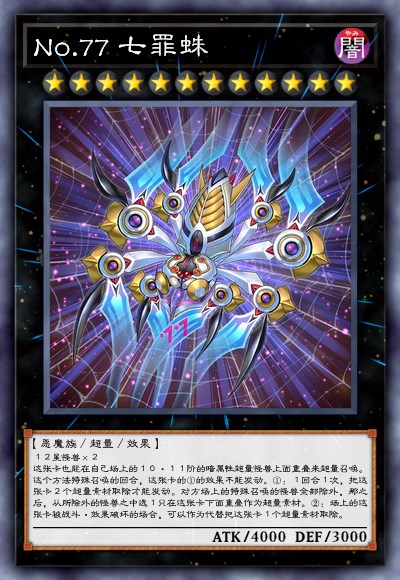 No.77 七罪蛛
やみ
闇
77
【恶魔族／超量／效果】
１２星怪兽×２
这张卡也能在自己场上的１０・１１阶的暗属性超量怪兽上面重叠来超量召唤。
这个方法特殊召唤的回合，这张卡的①的效果不能发动。①：１回合１次，把这
张卡２个超量素材取除才能发动。对方场上的特殊召唤的怪兽全部除外，那之
后，从所除外的怪兽之中选１只在这张卡下面重叠作为超量素材。②：场上的这
张卡被战斗・效果破坏的场合，可以作为代替把这张卡１个超量素材取除。
ATK/4000 DEF/3000